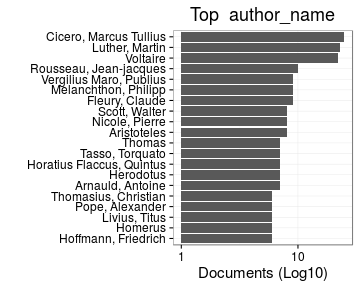 Top author_name
Cicero, Marcus Tullius
Luther, Martin
Voltaire
Rousseau, Jean-jacques
Vergilius Maro, Publius
Melanchthon, Philipp
Fleury, Claude
Scott, Walter
Nicole, Pierre
Aristoteles
Thomas
Tasso, Torquato
Horatius Flaccus, Quintus
Herodotus
Arnauld, Antoine
Thomasius, Christian
Pope, Alexander
Livius, Titus
Homerus
Hoffmann, Friedrich
1 10
Documents (Log10)